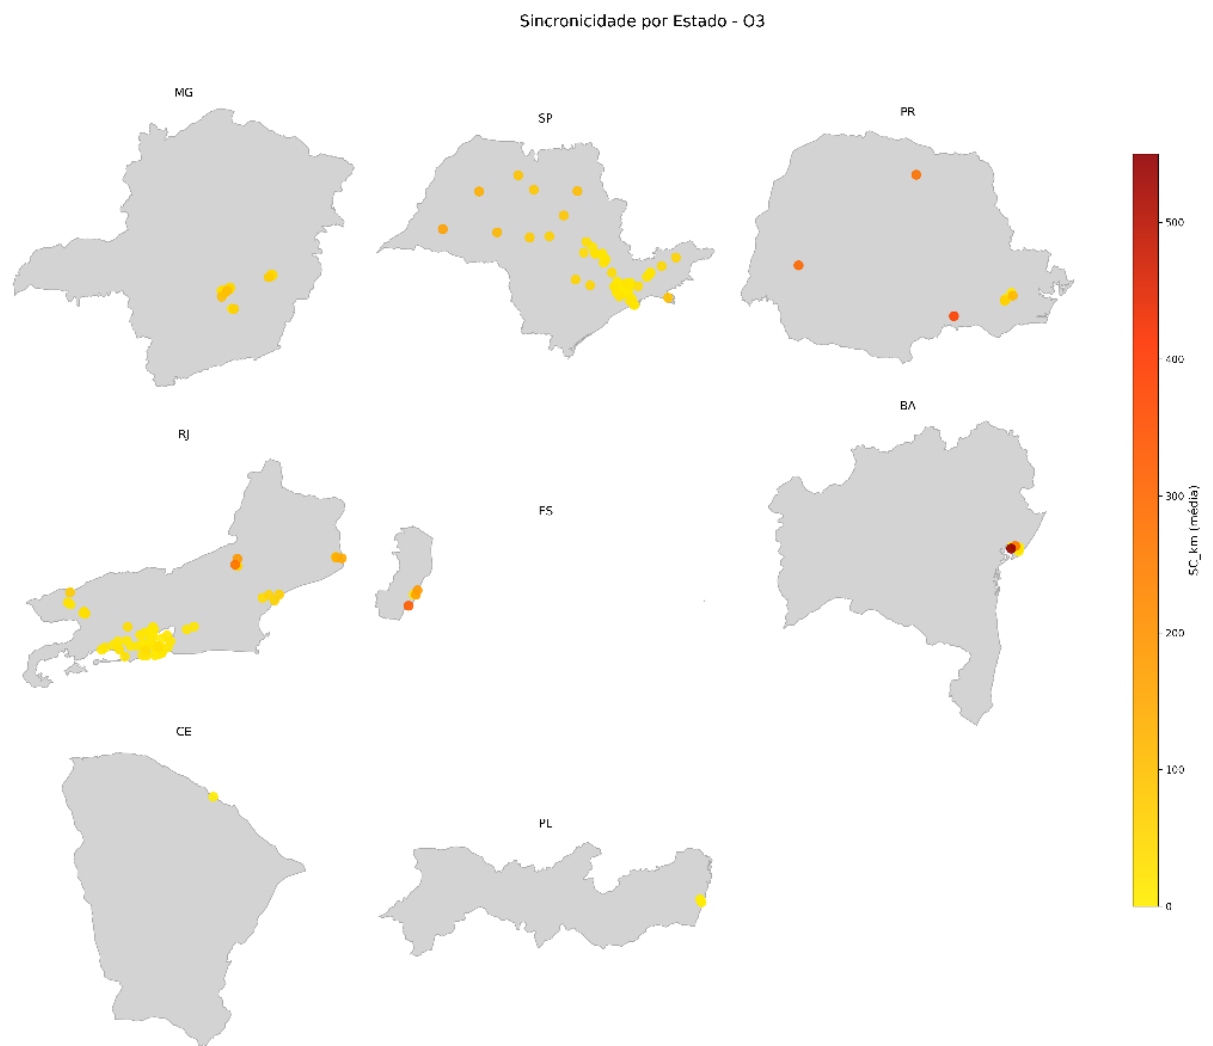 Sincronicidade por Estado - O3
MG
SP
PR
RJ
ES
BA
CE
PL
500
400
300
200
100
0
SC_km (média)